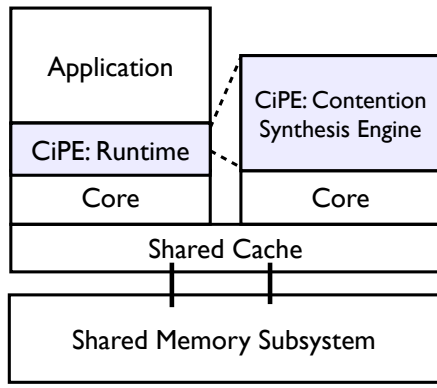 Application
CiPE: Runtime
Core
CiPE: Contention
Synthesis Engine
Core
Shared Cache
Shared Memory Subsystem